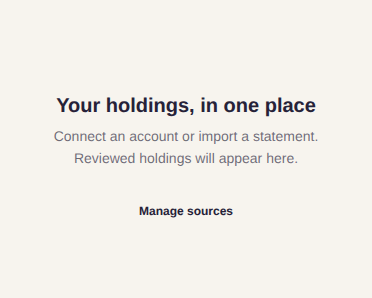 Your holdings, in one place
Connect an account or import a statement.
Reviewed holdings will appear here.
Manage sources